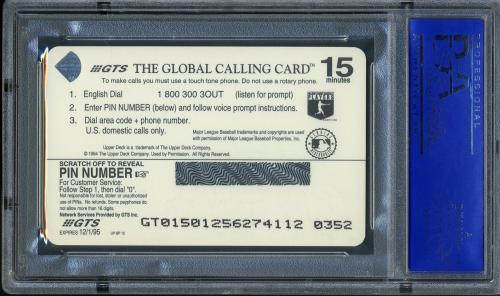 GTS THE GLOBAL CALLING CARD™ 15 minutes
To make calls you must use a touch tone phone. Do not use a rotary phone.
1. English Dial 1 800 300 3OUT (listen for prompt)
2. Enter PIN NUMBER (below) and follow voice prompt instructions.
3. Dial area code + phone number.
U.S. domestic calls only.
PLAYERS
Major League Baseball trademarks and copyrights are used
with permission of Major League Baseball Properties, Inc.
Upper Deck is a trademark of The Upper Deck Company.
© 1994 The Upper Deck Company. Used by Permission. All Rights Reserved.
SCRATCH OFF TO REVEAL
PIN NUMBER
For Customer Service:
Follow Step 1, then dial "0".
Not responsible for lost, stolen or unauthorized
use of PINs. No refunds. Some payphones do
not allow more than 16 digits.
Network Services Provided by GTS Inc.
GTS
EXPIRES 12/1/95
GT01501256274112 0352
PSA
PROFESSIONAL